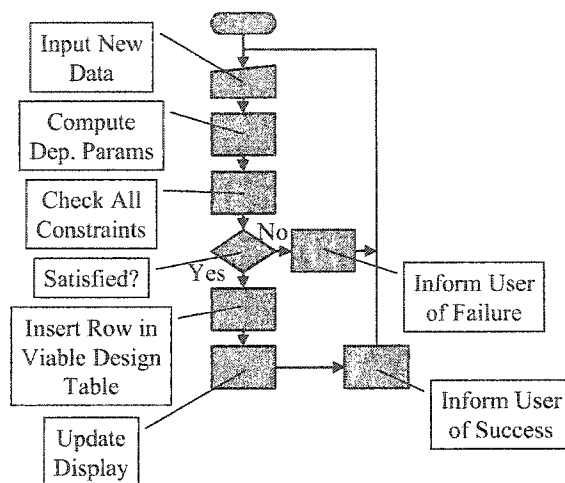 Input New
Data
Compute
Dep. Params
Check All
Constraints
No
Satisfied?
Yes
Inform User
of Failure
Insert Row in
Viable Design
Table
Update
Display
Inform User
of Success